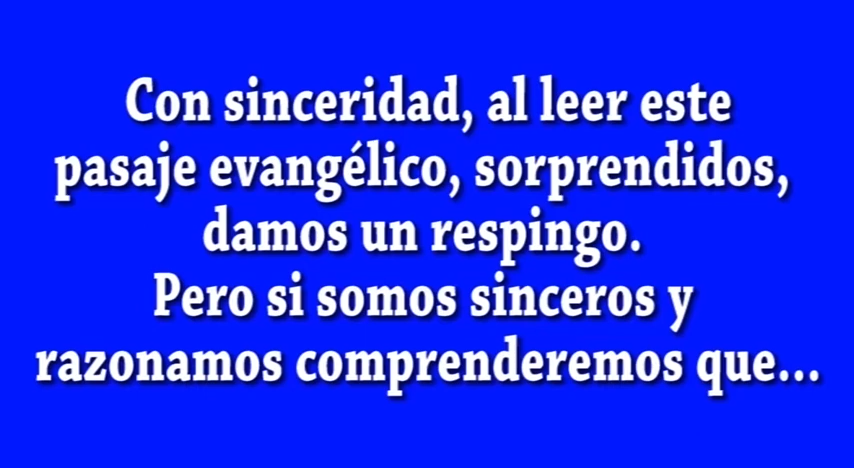 Con sinceridad, al leer este
pasaje evangélico, sorprendidos,
damos un respingo.
Pero si somos sinceros y
razonamos comprenderemos que...